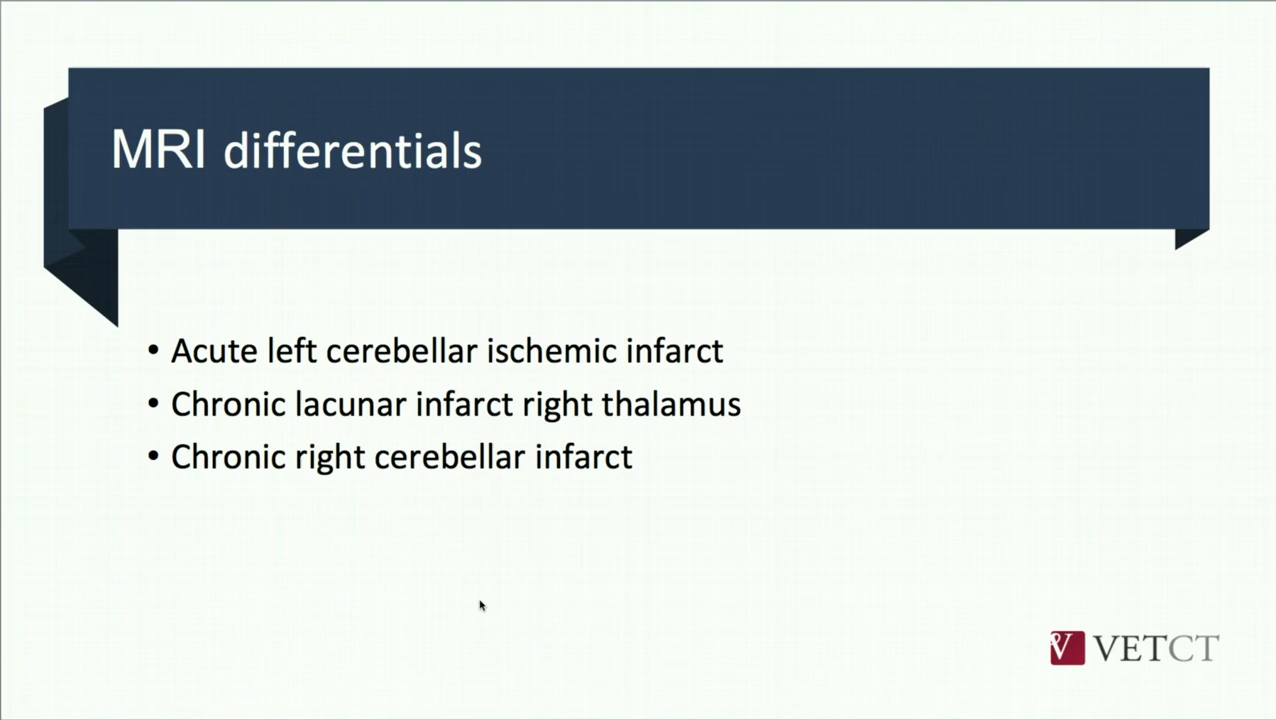 MRI differentials
• Acute left cerebellar ischemic infarct
• Chronic lacunar infarct right thalamus
• Chronic right cerebellar infarct
V VETCT